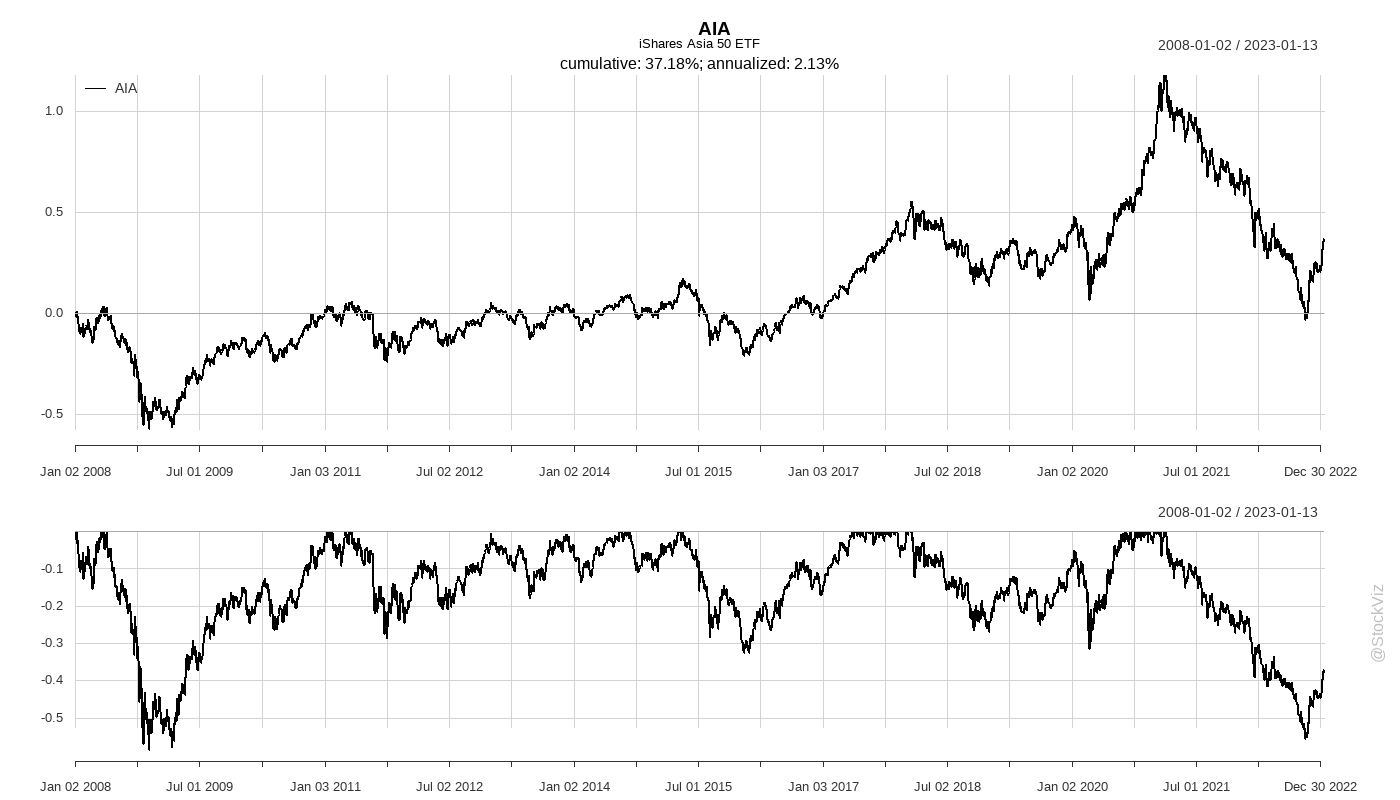 AIA
iShares Asia 50 ETF
2008-01-02 / 2023-01-13
cumulative: 37.18%; annualized: 2.13%
AIA
1.0
0.5
0.0
-0.5
Jan 02 2008 Jul 01 2009 Jan 03 2011 Jul 02 2012 Jan 02 2014 Jul 01 2015 Jan 03 2017 Jul 02 2018 Jan 02 2020 Jul 01 2021 Dec 30 2022
2008-01-02 / 2023-01-13
-0.1
-0.2
-0.3
-0.4
-0.5
Jan 02 2008 Jul 01 2009 Jan 03 2011 Jul 02 2012 Jan 02 2014 Jul 01 2015 Jan 03 2017 Jul 02 2018 Jan 02 2020 Jul 01 2021 Dec 30 2022
@StockViz